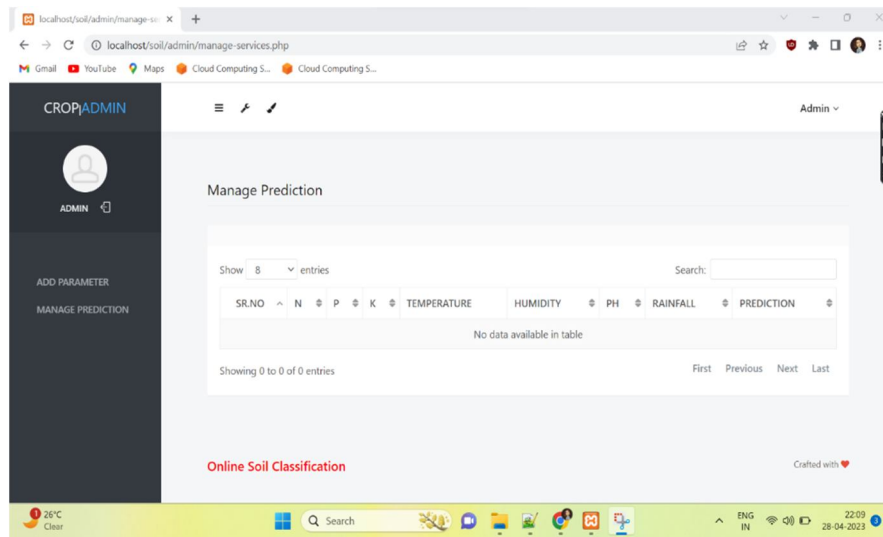 localhost/soil/admin/manage-se
localhost/soil/admin/manage-services.php
Gmail YouTube Maps Cloud Computing S... Cloud Computing S...
CROP|ADMIN
Admin
ADMIN
ADD PARAMETER
MANAGE PREDICTION
Manage Prediction
Show 8 entries Search:
SR.NO N P K TEMPERATURE HUMIDITY PH RAINFALL PREDICTION
No data available in table
Showing 0 to 0 of 0 entries First Previous Next Last
Online Soil Classification Crafted with
1 26°C
Clear
Search
ENG
IN
22:09
28-04-2023
3